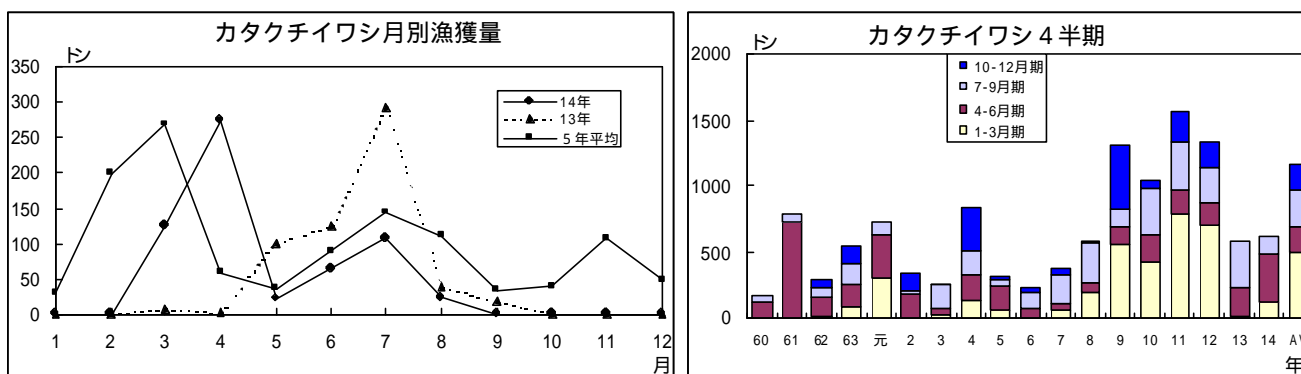 カタクチイワシ月別漁獲量
トン
350
300
250
200
150
100
50
0
14年
13年
５年平均
1 2 3 4 5 6 7 8 9 10 11 12
月
カタクチイワシ４半期
トン
2000
1500
1000
500
0
10-12月期
7-9月期
4-6月期
1-3月期
60 61 62 63 元 2 3 4 5 6 7 8 9 10 11 12 13 14
年